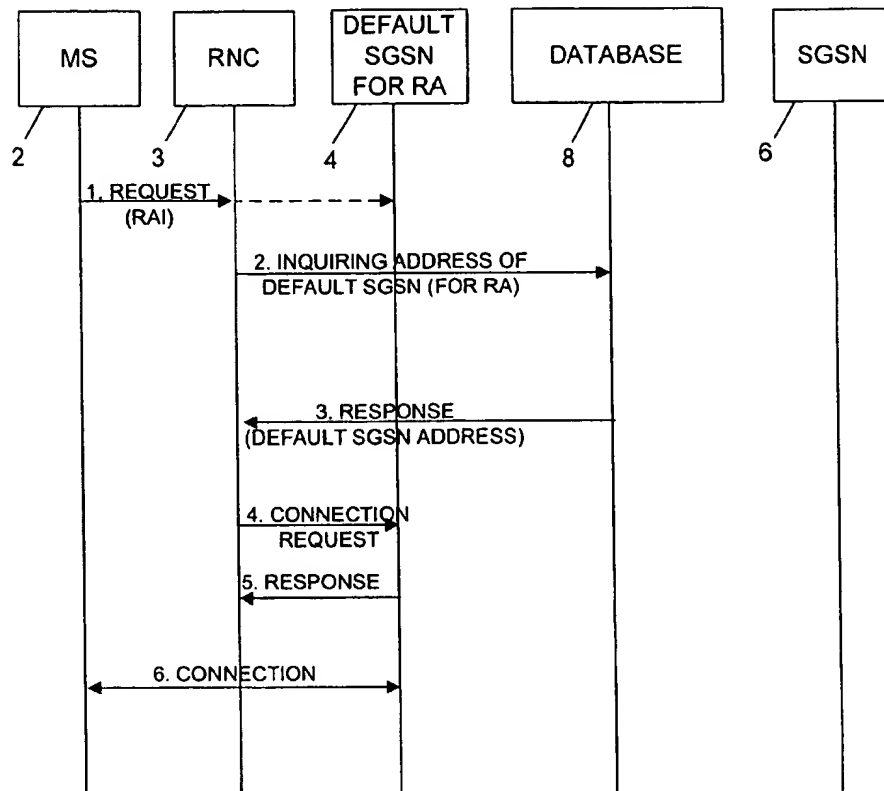 MS
RNC
DEFAULT
SGSN
FOR RA
DATABASE
SGSN
2
3
4
8
6
1. REQUEST
(RAI)
2. INQUIRING ADDRESS OF
DEFAULT SGSN (FOR RA)
3. RESPONSE
(DEFAULT SGSN ADDRESS)
4. CONNECTION
REQUEST
5. RESPONSE
6. CONNECTION